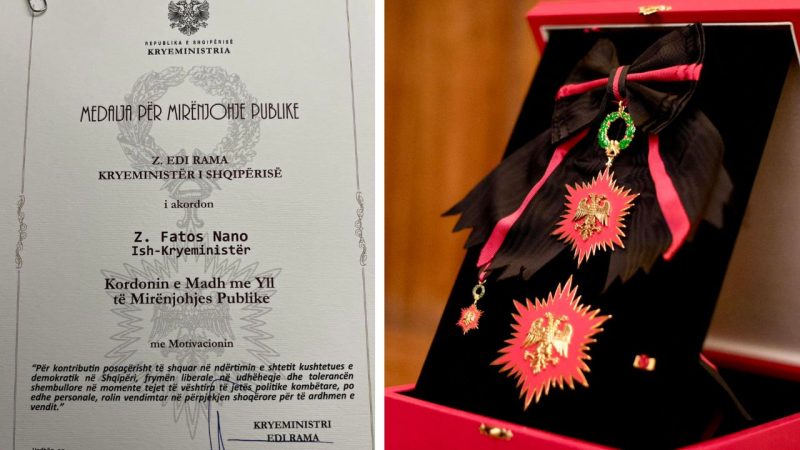 REPUBLIKA E SHQIPËRISË
KRYEMINISTRIA
MEDALJA PËR MIRËNJOHJE PUBLIKE
Z. EDI RAMA
KRYEMINISTËR I SHQIPËRISË
i akordon
Z. Fatos Nano
Ish-Kryeministër
Kordonin e Madh me Yll
të Mirënjohjes Publike
me Motivacionin
"Për kontributin posaçërisht të shquar në ndërtimin e shtetit kushtetues e
demokratik në Shqipëri, frymën liberale në udhëheqje dhe tolerancën
shembullore në momente tejet të vështira të jetës politike kombëtare, po
edhe personale, rolin vendimtar në përpjekjen shoqërore për të ardhmen e
vendit."
KRYEMINISTRI
EDI RAMA